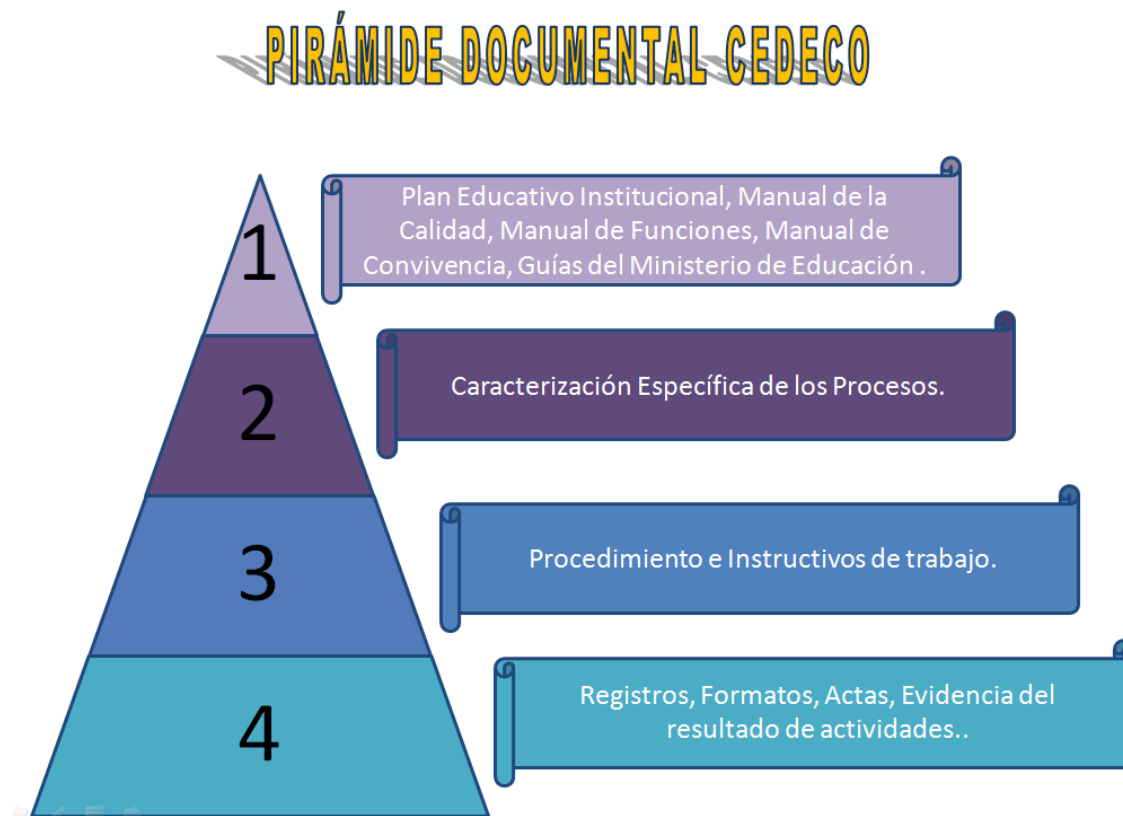 PIRÁMIDE DOCUMENTAL CEDECO
1
Plan Educativo Institucional, Manual de la
Calidad, Manual de Funciones, Manual de
Convivencia, Guías del Ministerio de Educación .
2
Caracterización Específica de los Procesos.
3
Procedimiento e Instructivos de trabajo.
4
Registros, Formatos, Actas, Evidencia del
resultado de actividades..